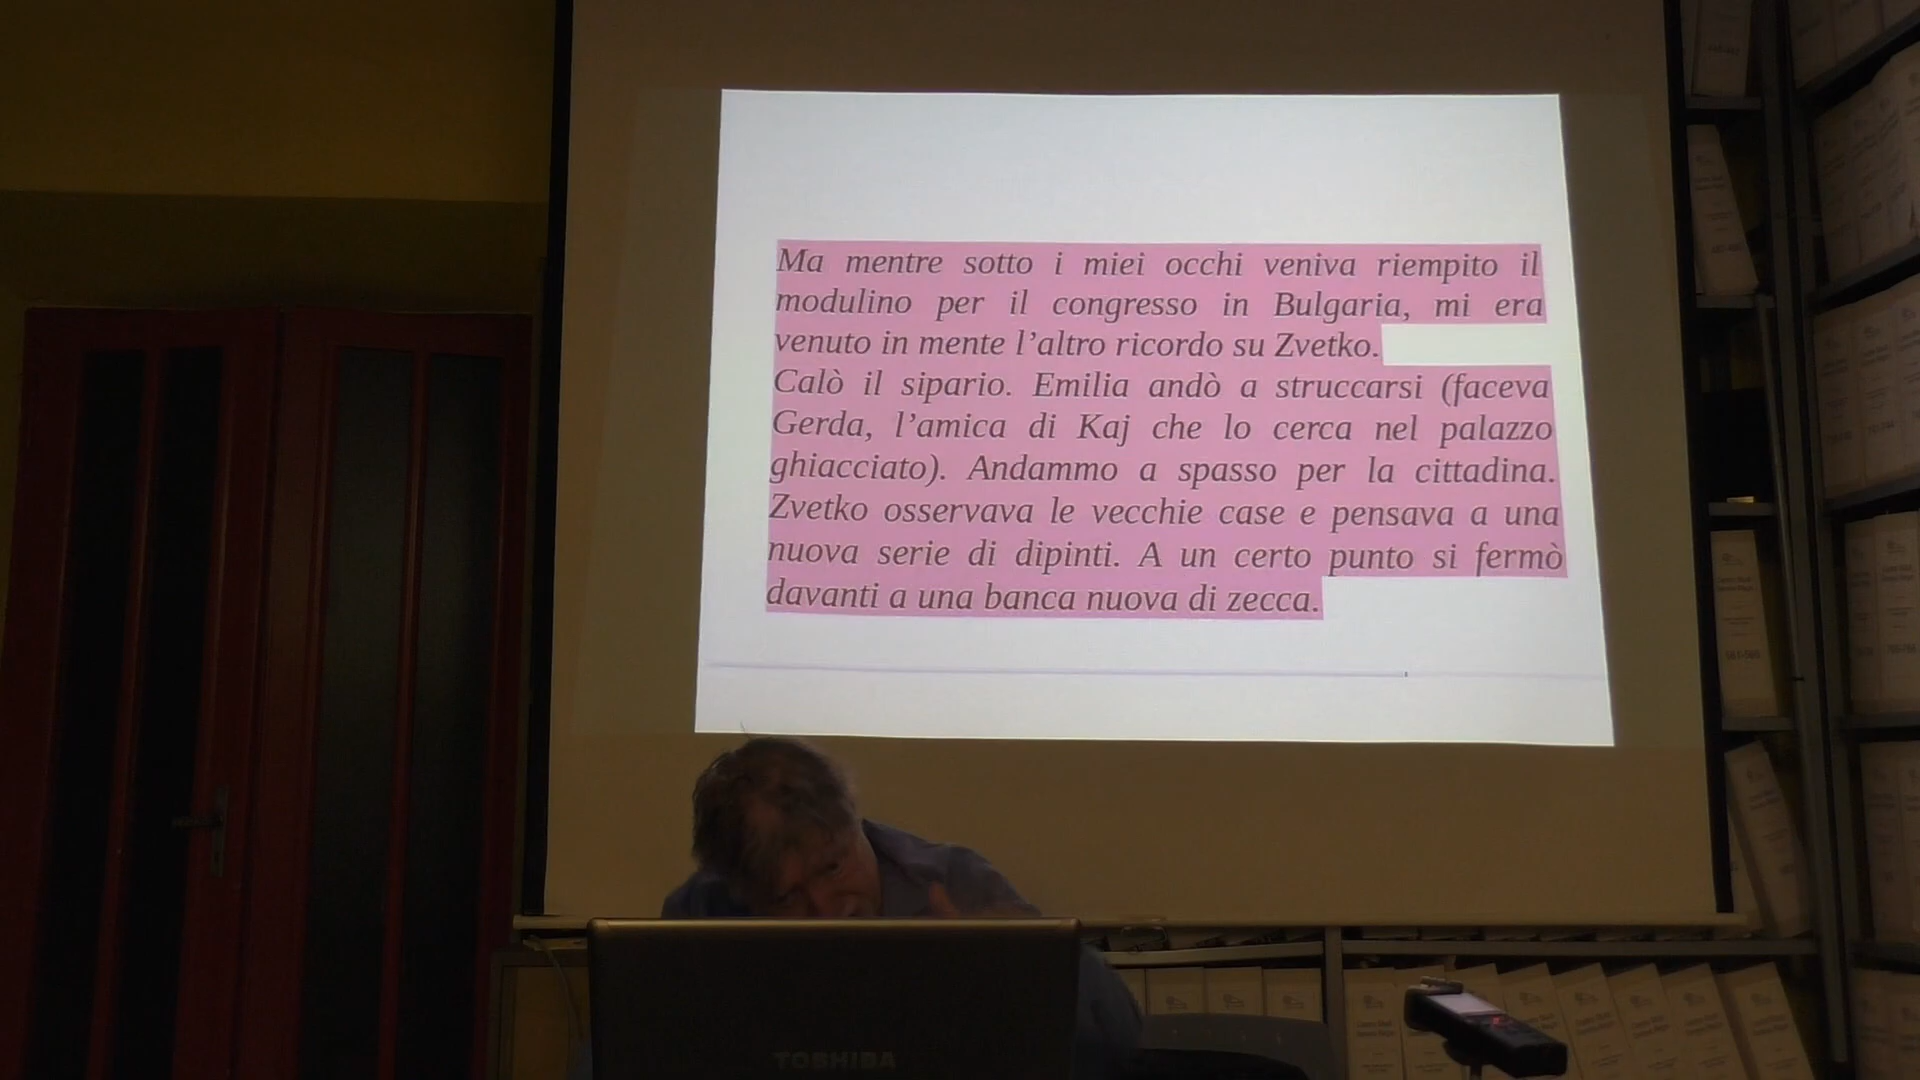 Ma mentre sotto i miei occhi veniva riempito il
modulino per il congresso in Bulgaria, mi era
venuto in mente l’altro ricordo su Zvetko.
Calò il sipario. Emilia andò a struccarsi (faceva
Gerda, l’amica di Kaj che lo cerca nel palazzo
ghiacciato). Andammo a spasso per la cittadina.
Zvetko osservava le vecchie case e pensava a una
nuova serie di dipinti. A un certo punto si fermò
davanti a una banca nuova di zecca.
TOSHIBA